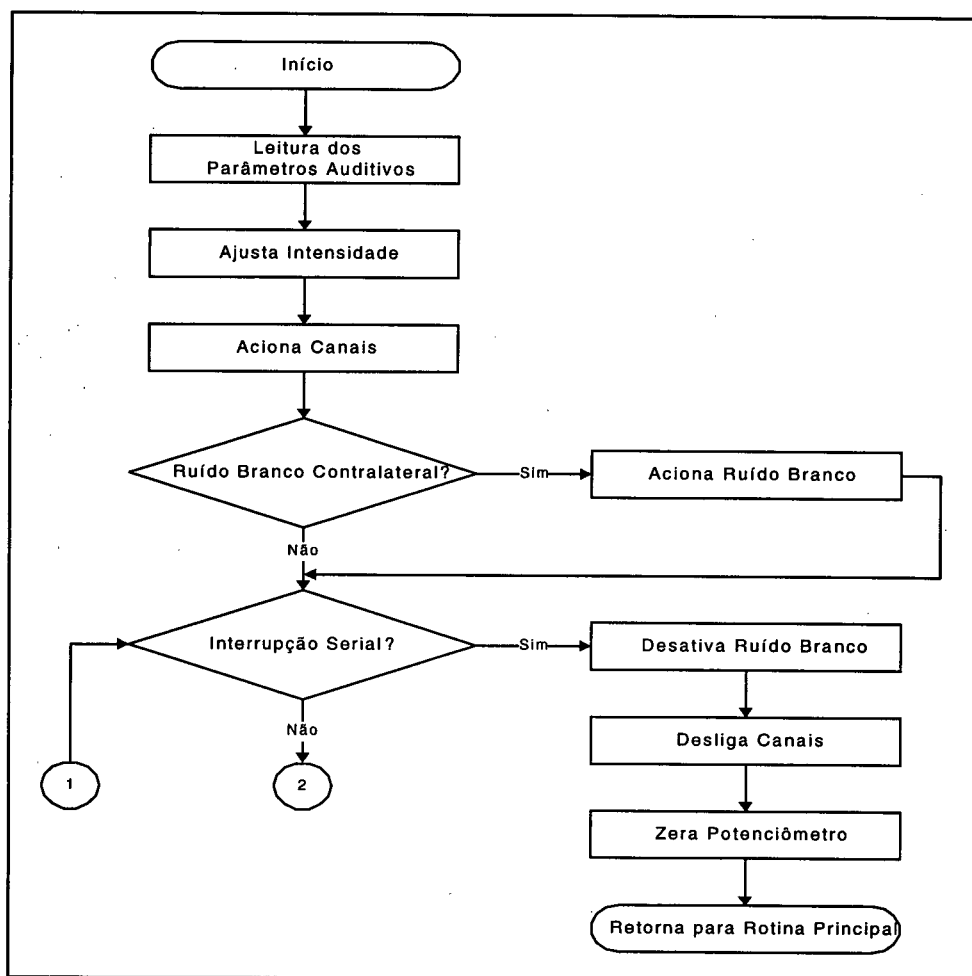 Início
Leitura dos
Parâmetros Auditivos
Ajusta Intensidade
Aciona Canais
Ruído Branco Contralateral?
Sim
Aciona Ruído Branco
Não
Interrupção Serial?
Sim
Desativa Ruído Branco
Não
Desliga Canais
1
2
Zera Potenciômetro
Retorna para Rotina Principal